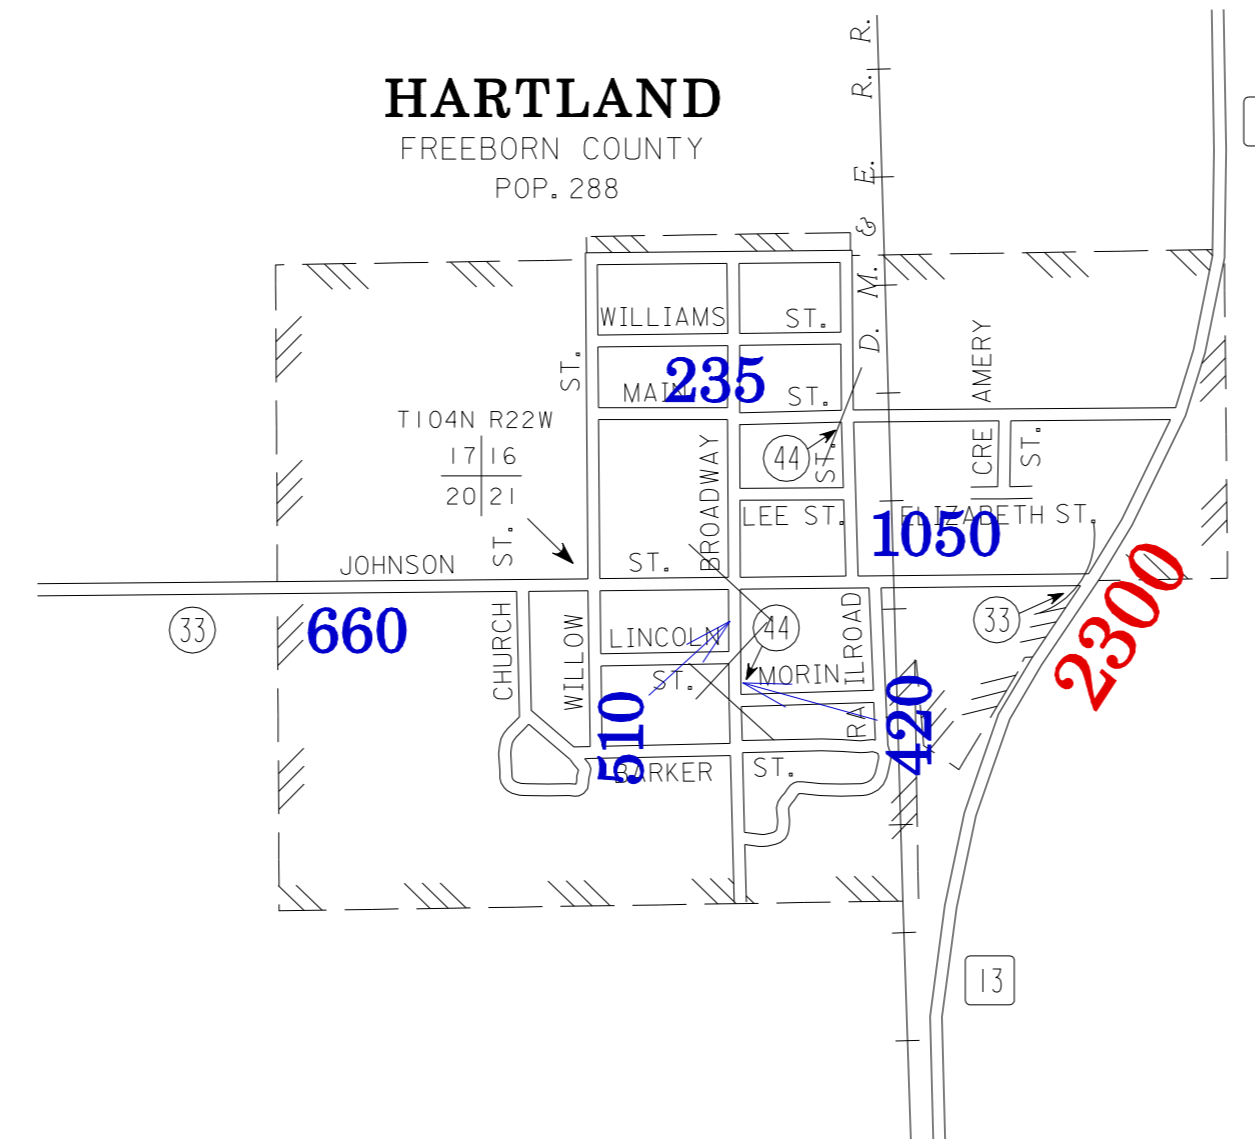 HARTLAND
FREEBORN COUNTY
POP. 288
D. M. & E. R. R.
WILLIAMS ST.
MAIN ST.
235
AMERY
ST.
T104N R22W
17 16
20 21
44
ST.
BROADWAY
CRE ST.
LEE ST.
1050
ELIZABETH ST.
JOHNSON ST.
ST.
33
660
CHURCH
WILLOW
LINCOLN ST.
44
MORIN
RAILROAD
33
2300
510
420
BARKER ST.
13